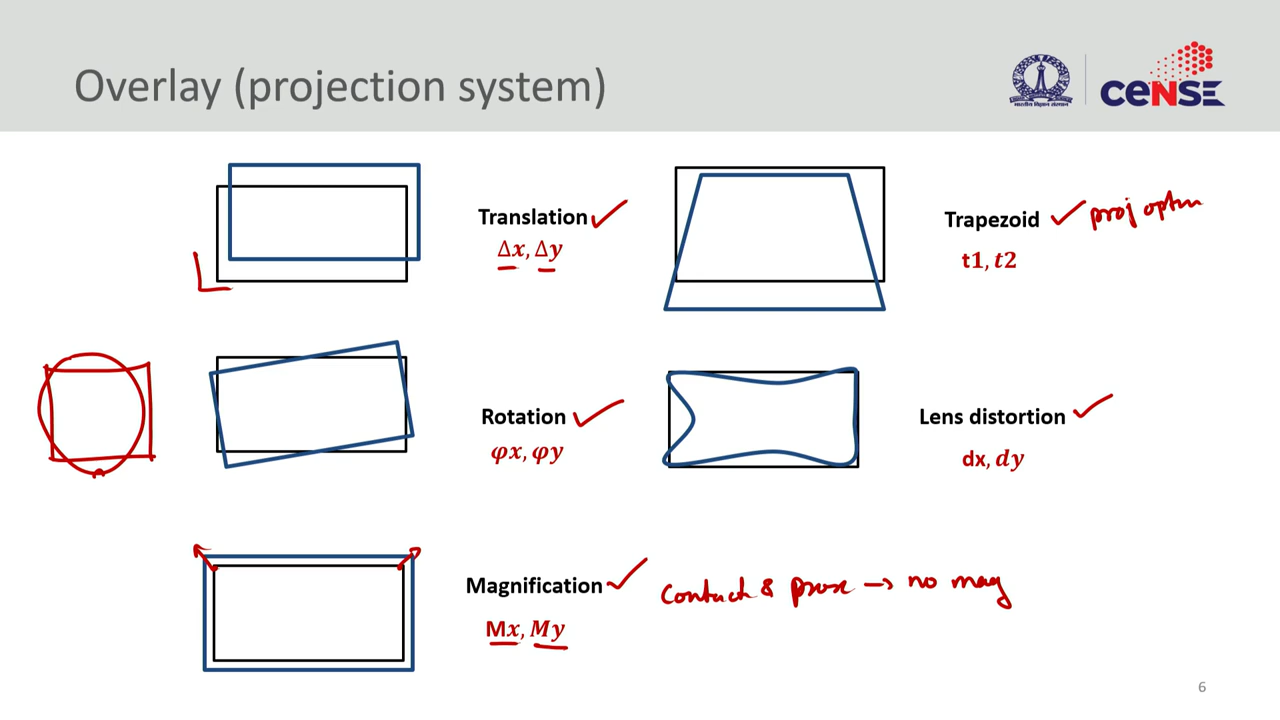 Overlay (projection system)
CeNSE
Translation
Δx, Δy
Trapezoid
proj
t1, t2
Rotation
φx, φy
Lens distortion
dx, dy
Magnification
Mx, My
Contact & prox → no mag
6